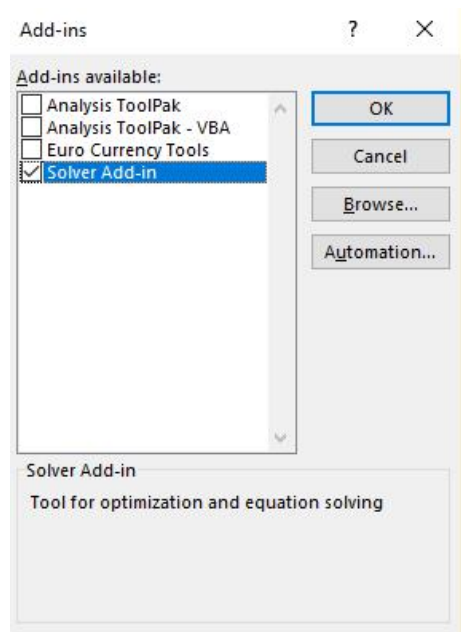 Add-ins ?
Add-ins available:
Analysis ToolPak
Analysis ToolPak - VBA
Euro Currency Tools
Solver Add-in
OK
Cancel
Browse...
Automation...
Solver Add-in
Tool for optimization and equation solving